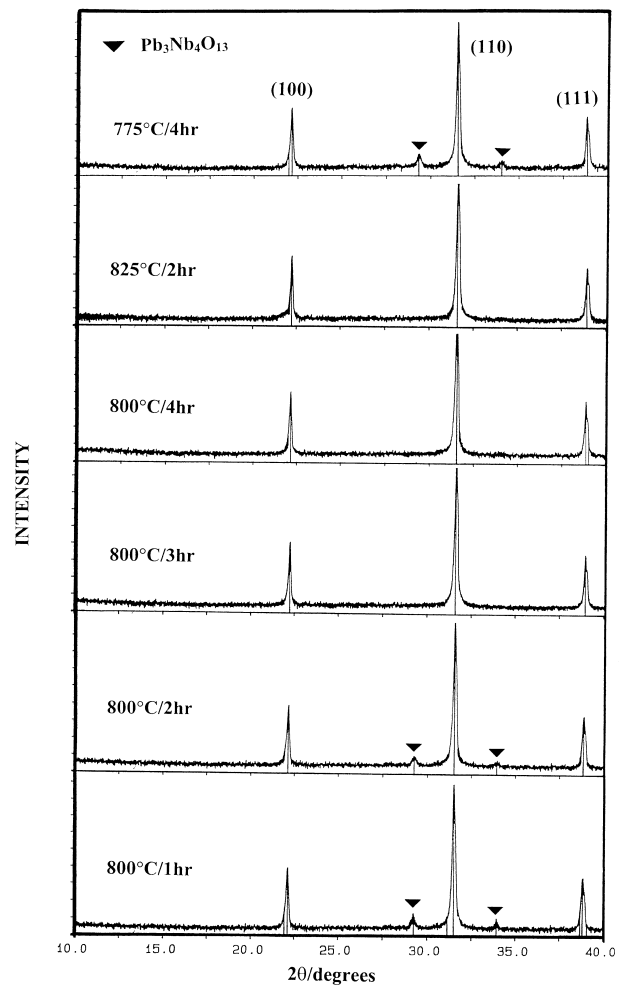 ▼ Pb₃Nb₄O₁₃
(110)
(100)
(111)
775°C/4hr
825°C/2hr
800°C/4hr
INTENSITY
800°C/3hr
800°C/2hr
800°C/1hr
10.0 15.0 20.0 25.0 30.0 35.0 40.0
2θ/degrees